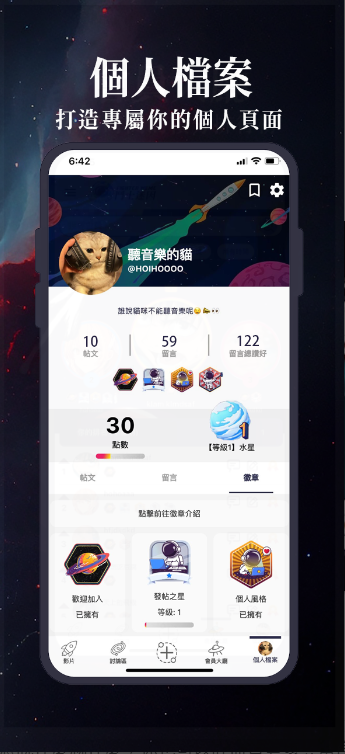 個人檔案
打造專屬你的個人頁面
6:42
聽音樂的貓
@HOIHOOOO
誰說貓咪不能聽音樂呢
10 59 122
帖文 留言 留言總讚好
30
點數
1
【等級1】水星
帖文 留言 徽章
點擊前往徽章介紹
歡迎加入 發帖之星 個人風格
已擁有 等級: 1 已擁有
影片 討論區 會員大廳 個人檔案